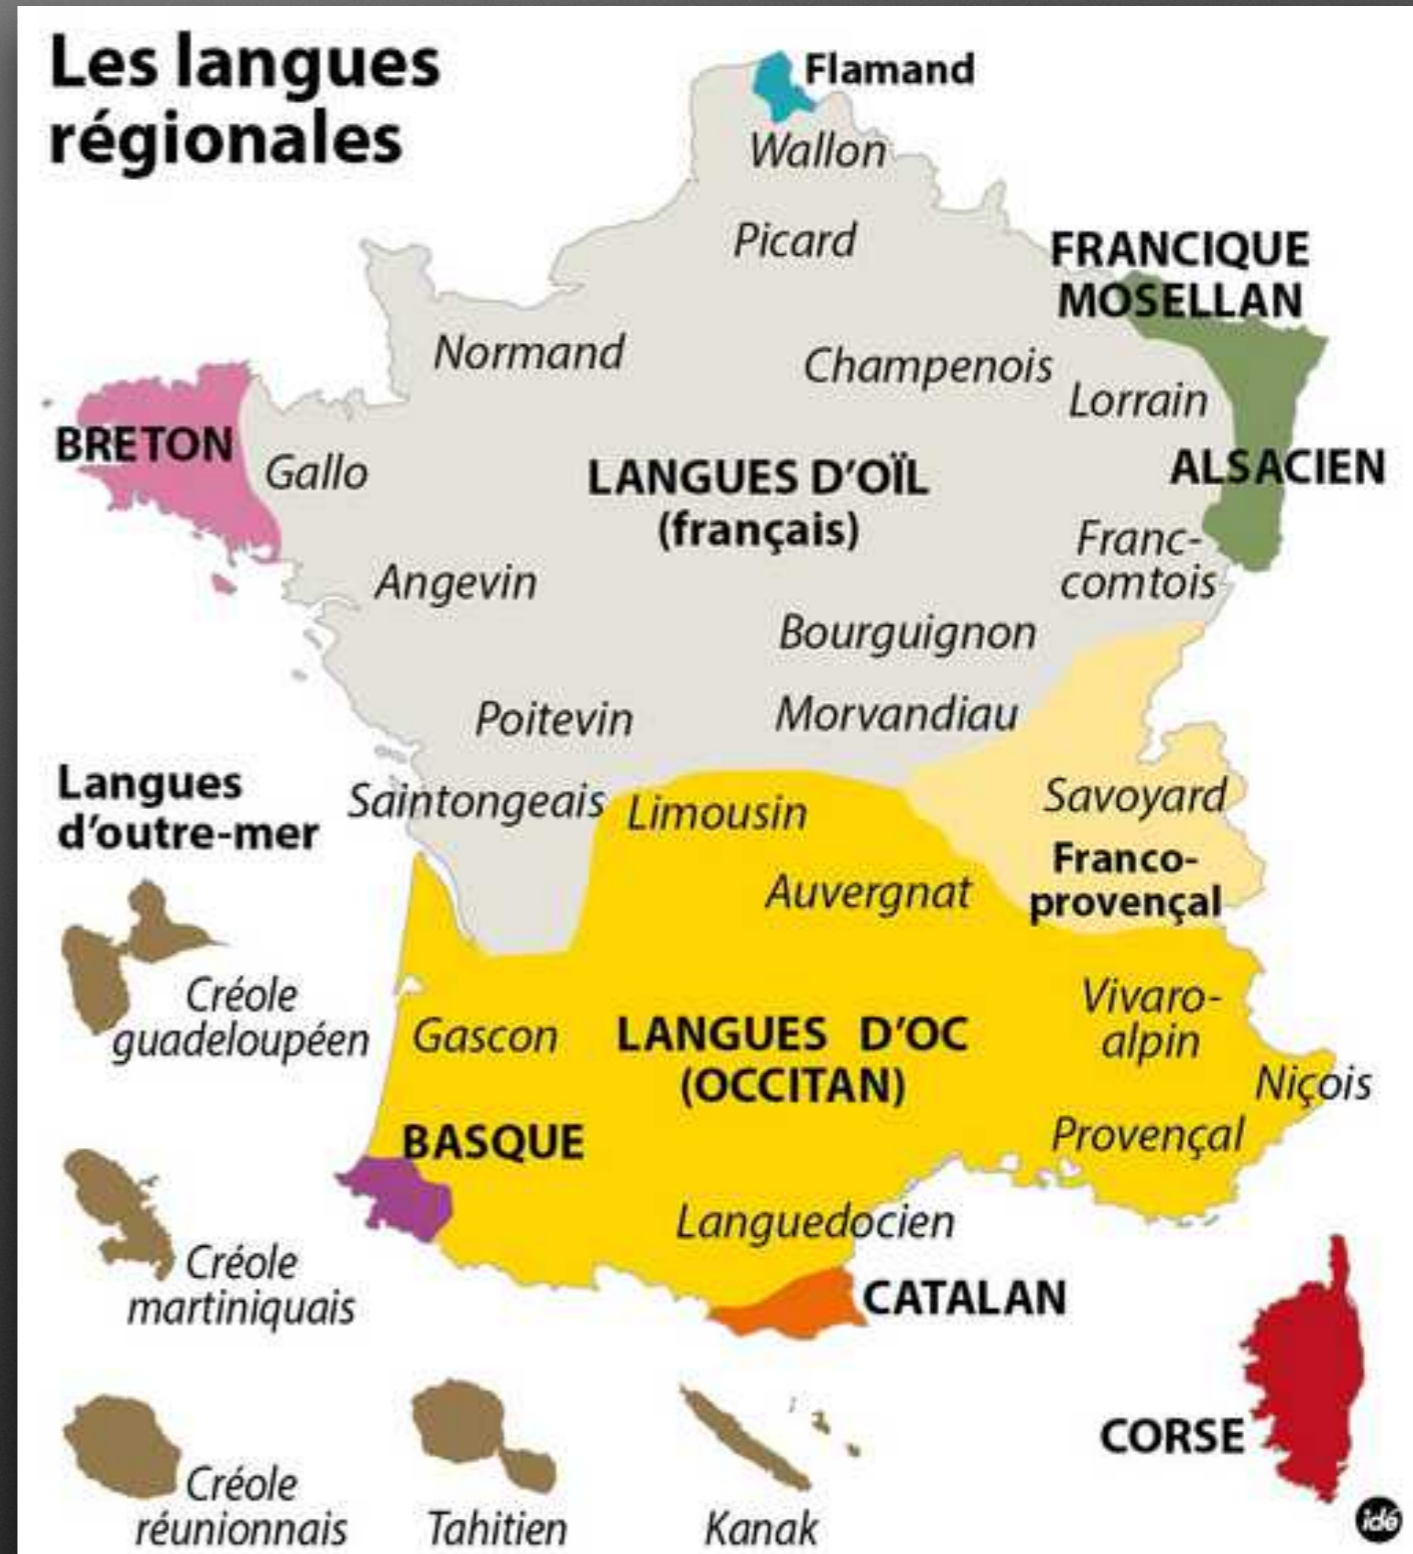 Les langues
régionales
Flamand
Wallon
Picard
FRANCIQUE
MOSELLAN
Normand
Champenois
Lorrain
BRETON
Gallo
LANGUES D'OÏL
(français)
ALSACIEN
Franc-
comtois
Angevin
Bourguignon
Poitevin
Morvandiau
Langues
d'outre-mer
Saintongeais
Limousin
Savoyard
Franco-
provençal
Auvergnat
Créole
guadeloupéen
Gascon
LANGUES D'OC
(OCCITAN)
Vivaro-
alpin
Niçois
BASQUE
Provençal
Languedocien
Créole
martiniquais
CATALAN
CORSE
Créole
réunionnais
Tahitien
Kanak
idé